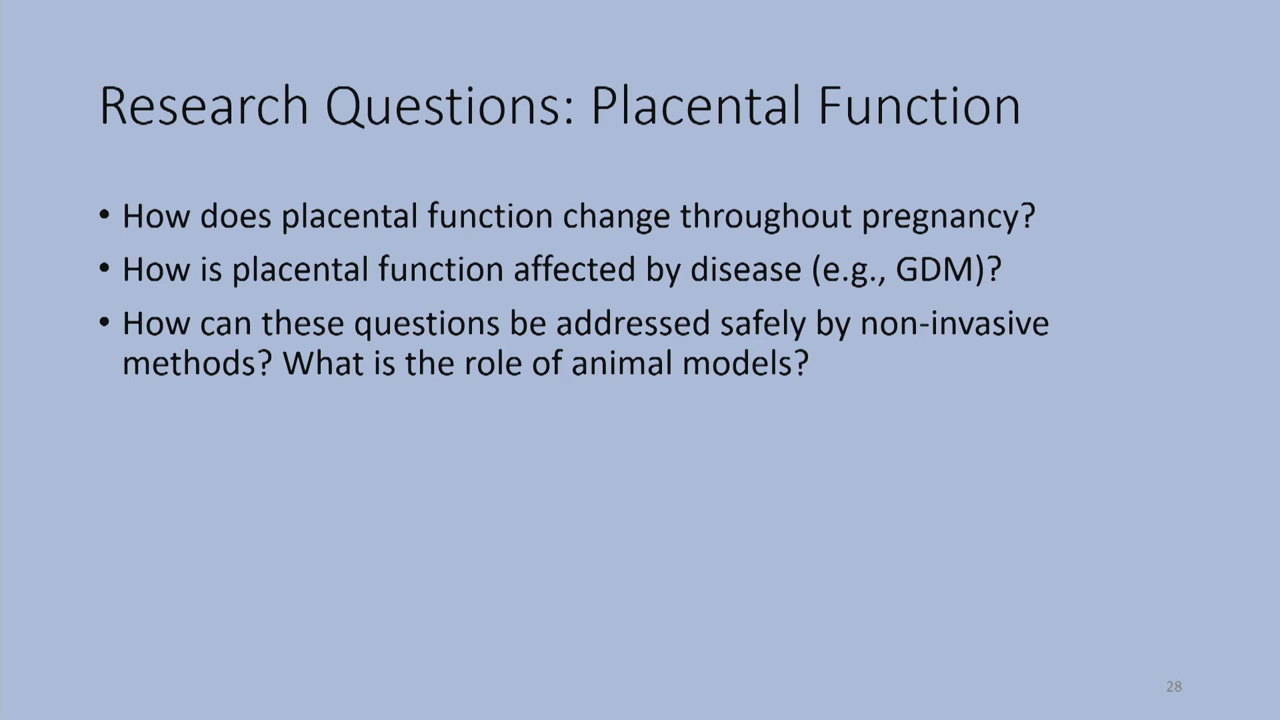 Research Questions: Placental Function
• How does placental function change throughout pregnancy?
• How is placental function affected by disease (e.g., GDM)?
• How can these questions be addressed safely by non-invasive
methods? What is the role of animal models?
28